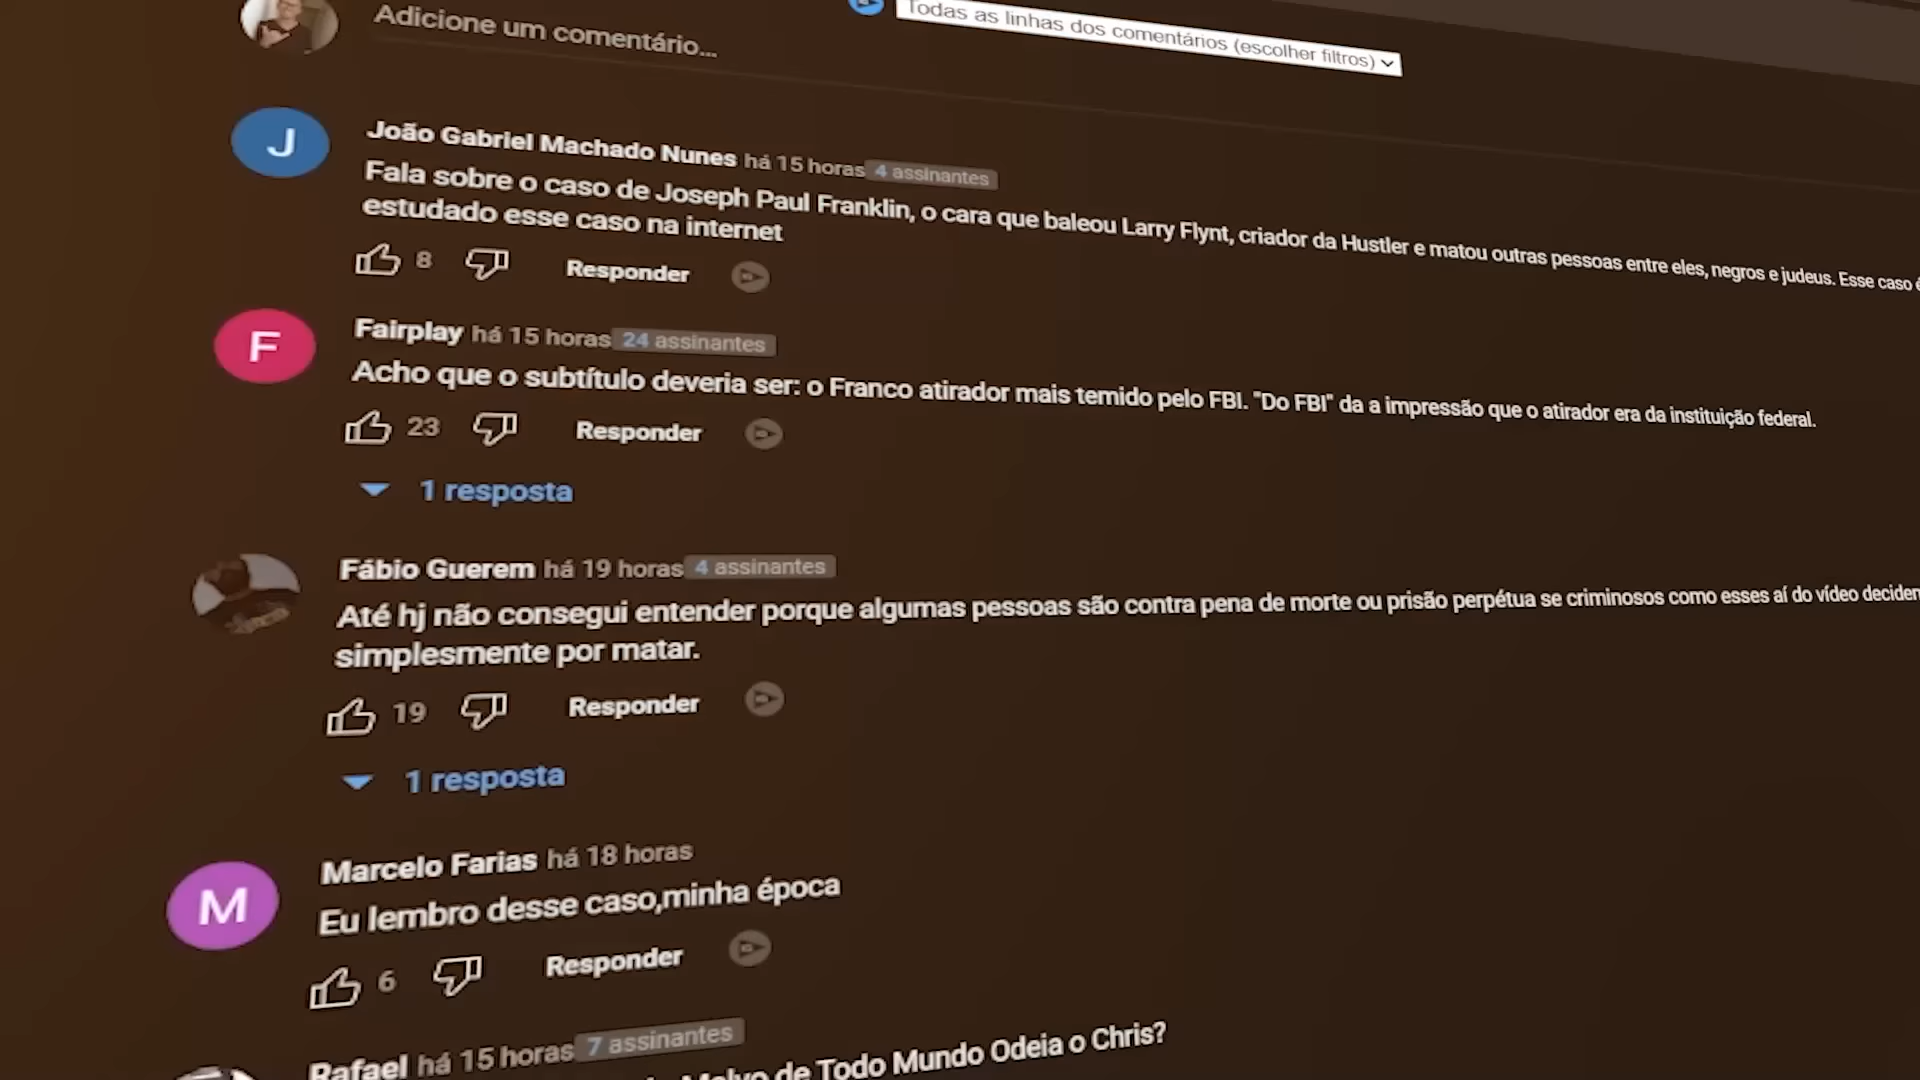 Adicione um comentário...
Todas as linhas dos comentários (escolher filtros)
J
João Gabriel Machado Nunes há 15 horas 4 assinantes
Fala sobre o caso de Joseph Paul Franklin, o cara que baleou Larry Flynt, criador da Hustler e matou outras pessoas entre eles, negros e judeus. Esse caso é
estudado esse caso na internet
8 Responder
F
Fairplay há 15 horas 24 assinantes
Acho que o subtítulo deveria ser: o Franco atirador mais temido pelo FBI. "Do FBI" da a impressão que o atirador era da instituição federal.
23 Responder
1 resposta
Fábio Guerem há 19 horas 4 assinantes
Até hj não consegui entender porque algumas pessoas são contra pena de morte ou prisão perpétua se criminosos como esses aí do vídeo deciden
simplesmente por matar.
19 Responder
1 resposta
M
Marcelo Farias há 18 horas
Eu lembro desse caso,minha época
6 Responder
Rafael há 15 horas 7 assinantes
Malvo de Todo Mundo Odeia o Chris?